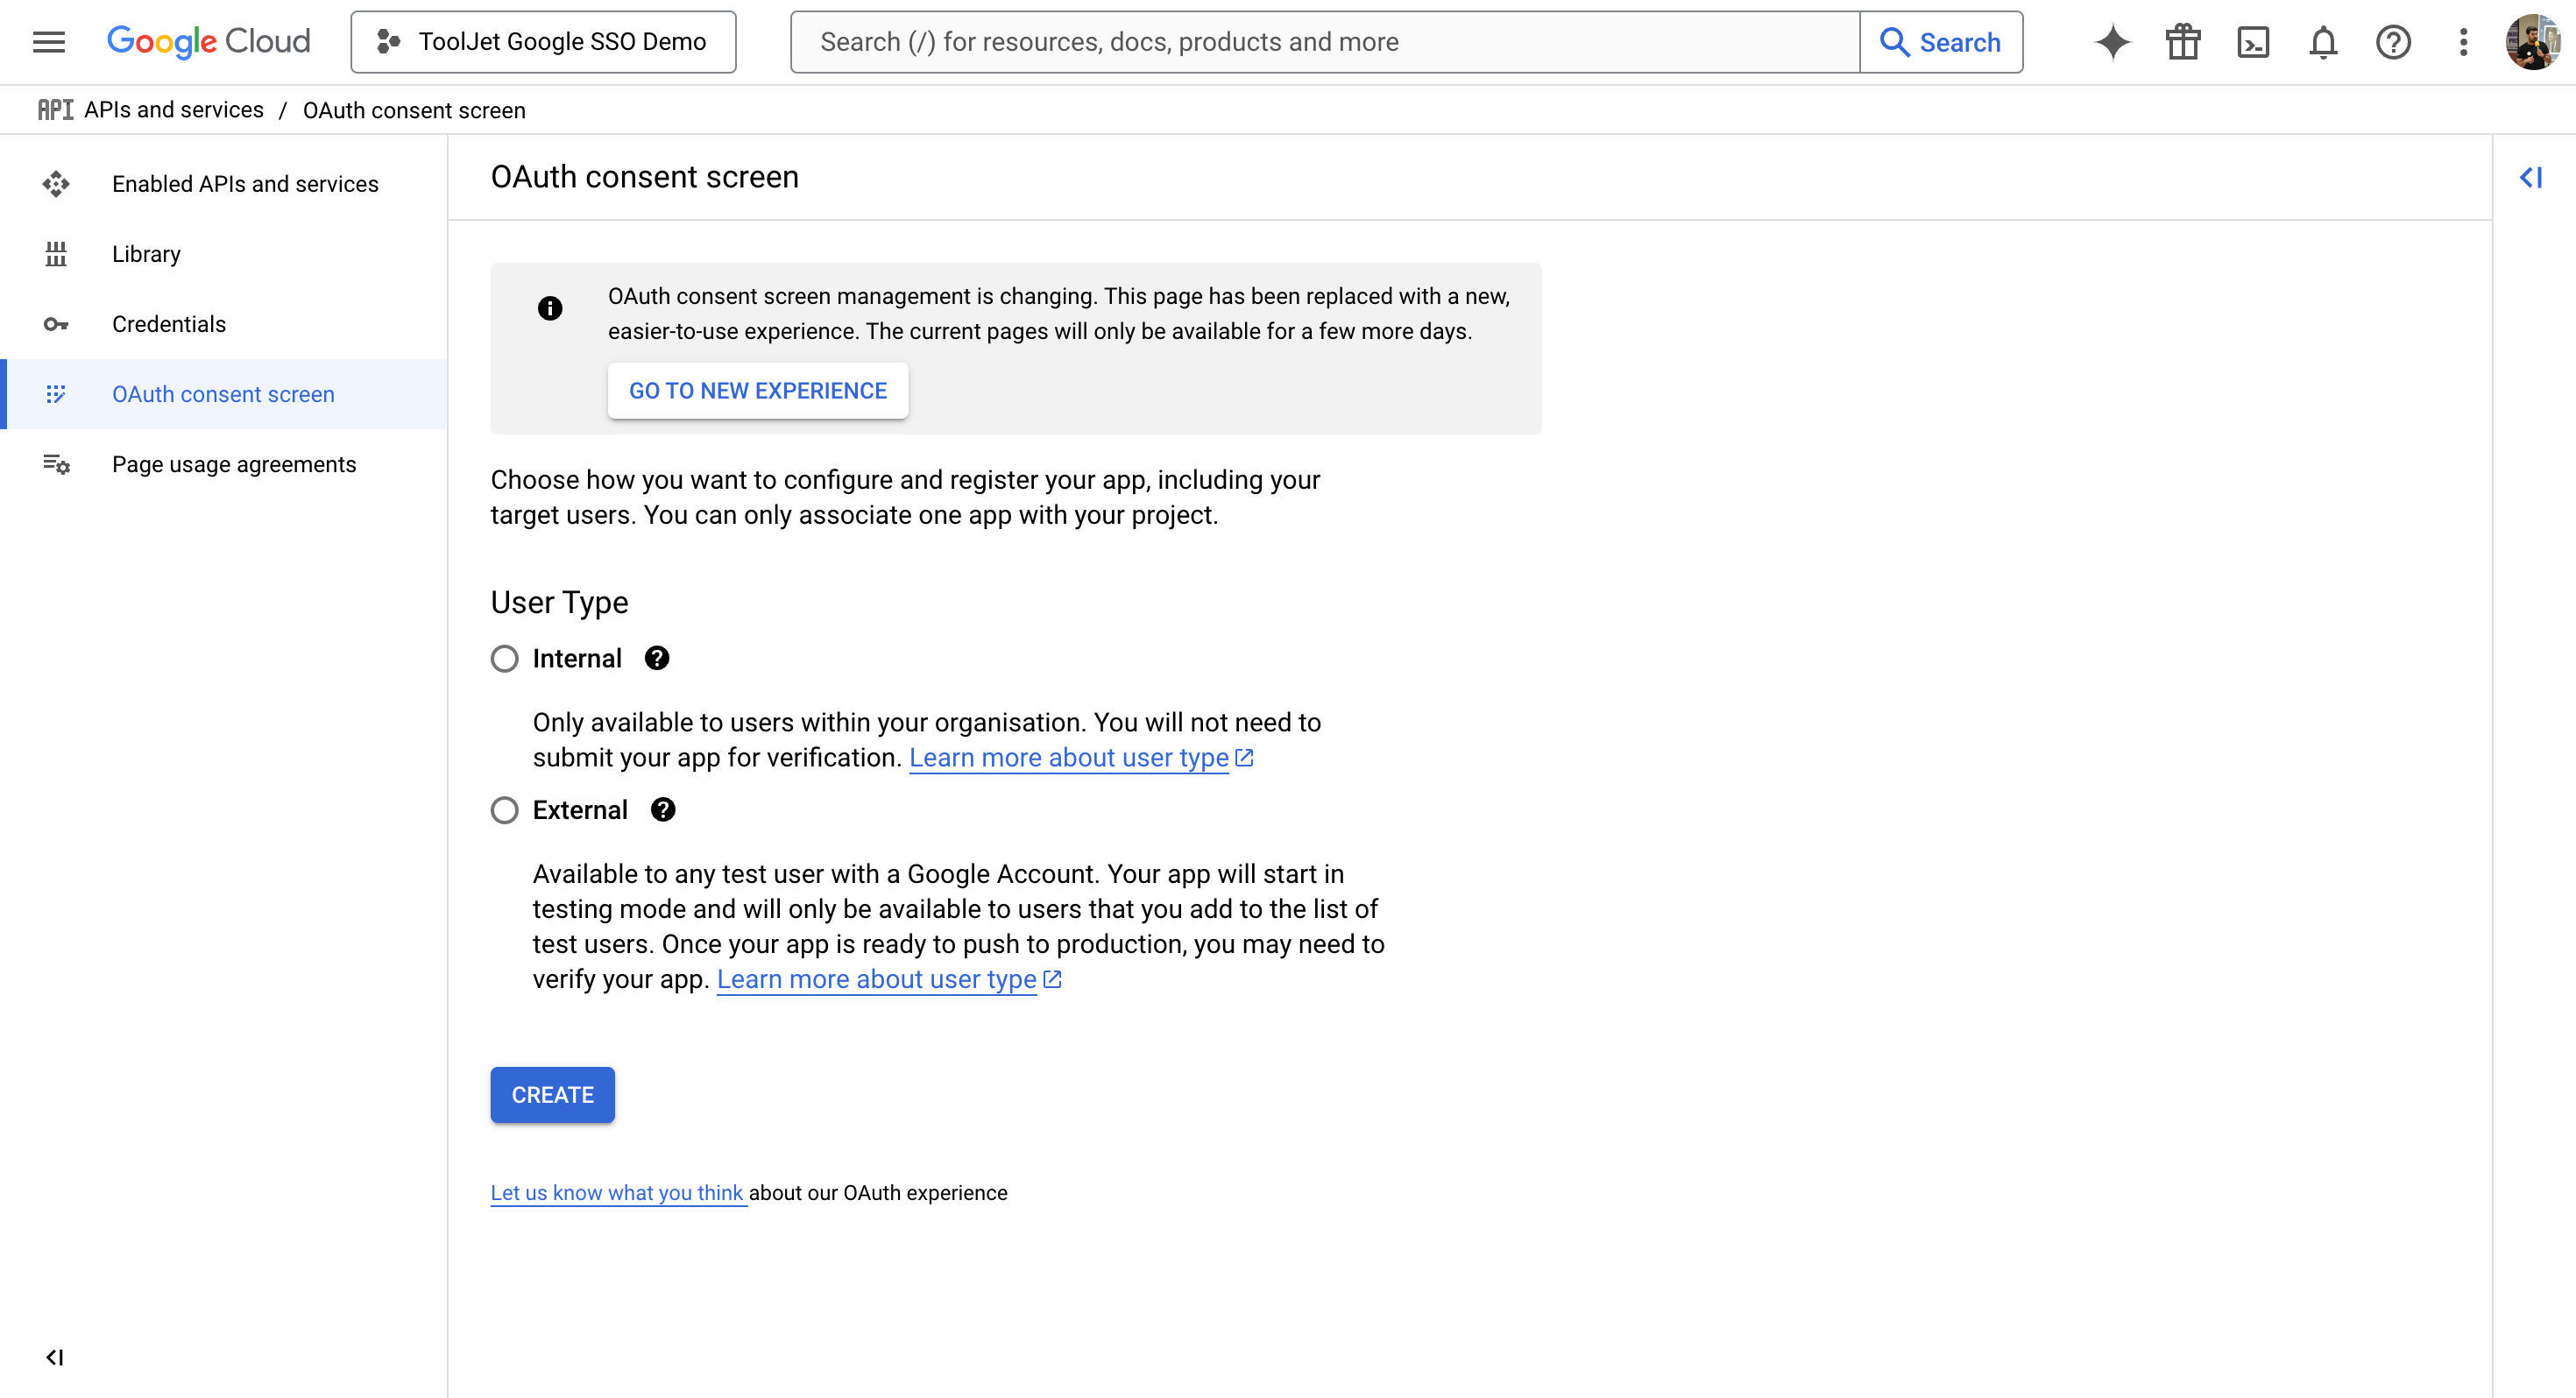 Google Cloud
ToolJet Google SSO Demo
Search (/) for resources, docs, products and more
Search
API APIs and services / OAuth consent screen
Enabled APIs and services
Library
Credentials
OAuth consent screen
Page usage agreements
OAuth consent screen
OAuth consent screen management is changing. This page has been replaced with a new,
easier-to-use experience. The current pages will only be available for a few more days.
GO TO NEW EXPERIENCE
Choose how you want to configure and register your app, including your
target users. You can only associate one app with your project.
User Type
Internal
Only available to users within your organisation. You will not need to
submit your app for verification. Learn more about user type
External
Available to any test user with a Google Account. Your app will start in
testing mode and will only be available to users that you add to the list of
test users. Once your app is ready to push to production, you may need to
verify your app. Learn more about user type
CREATE
Let us know what you think about our OAuth experience